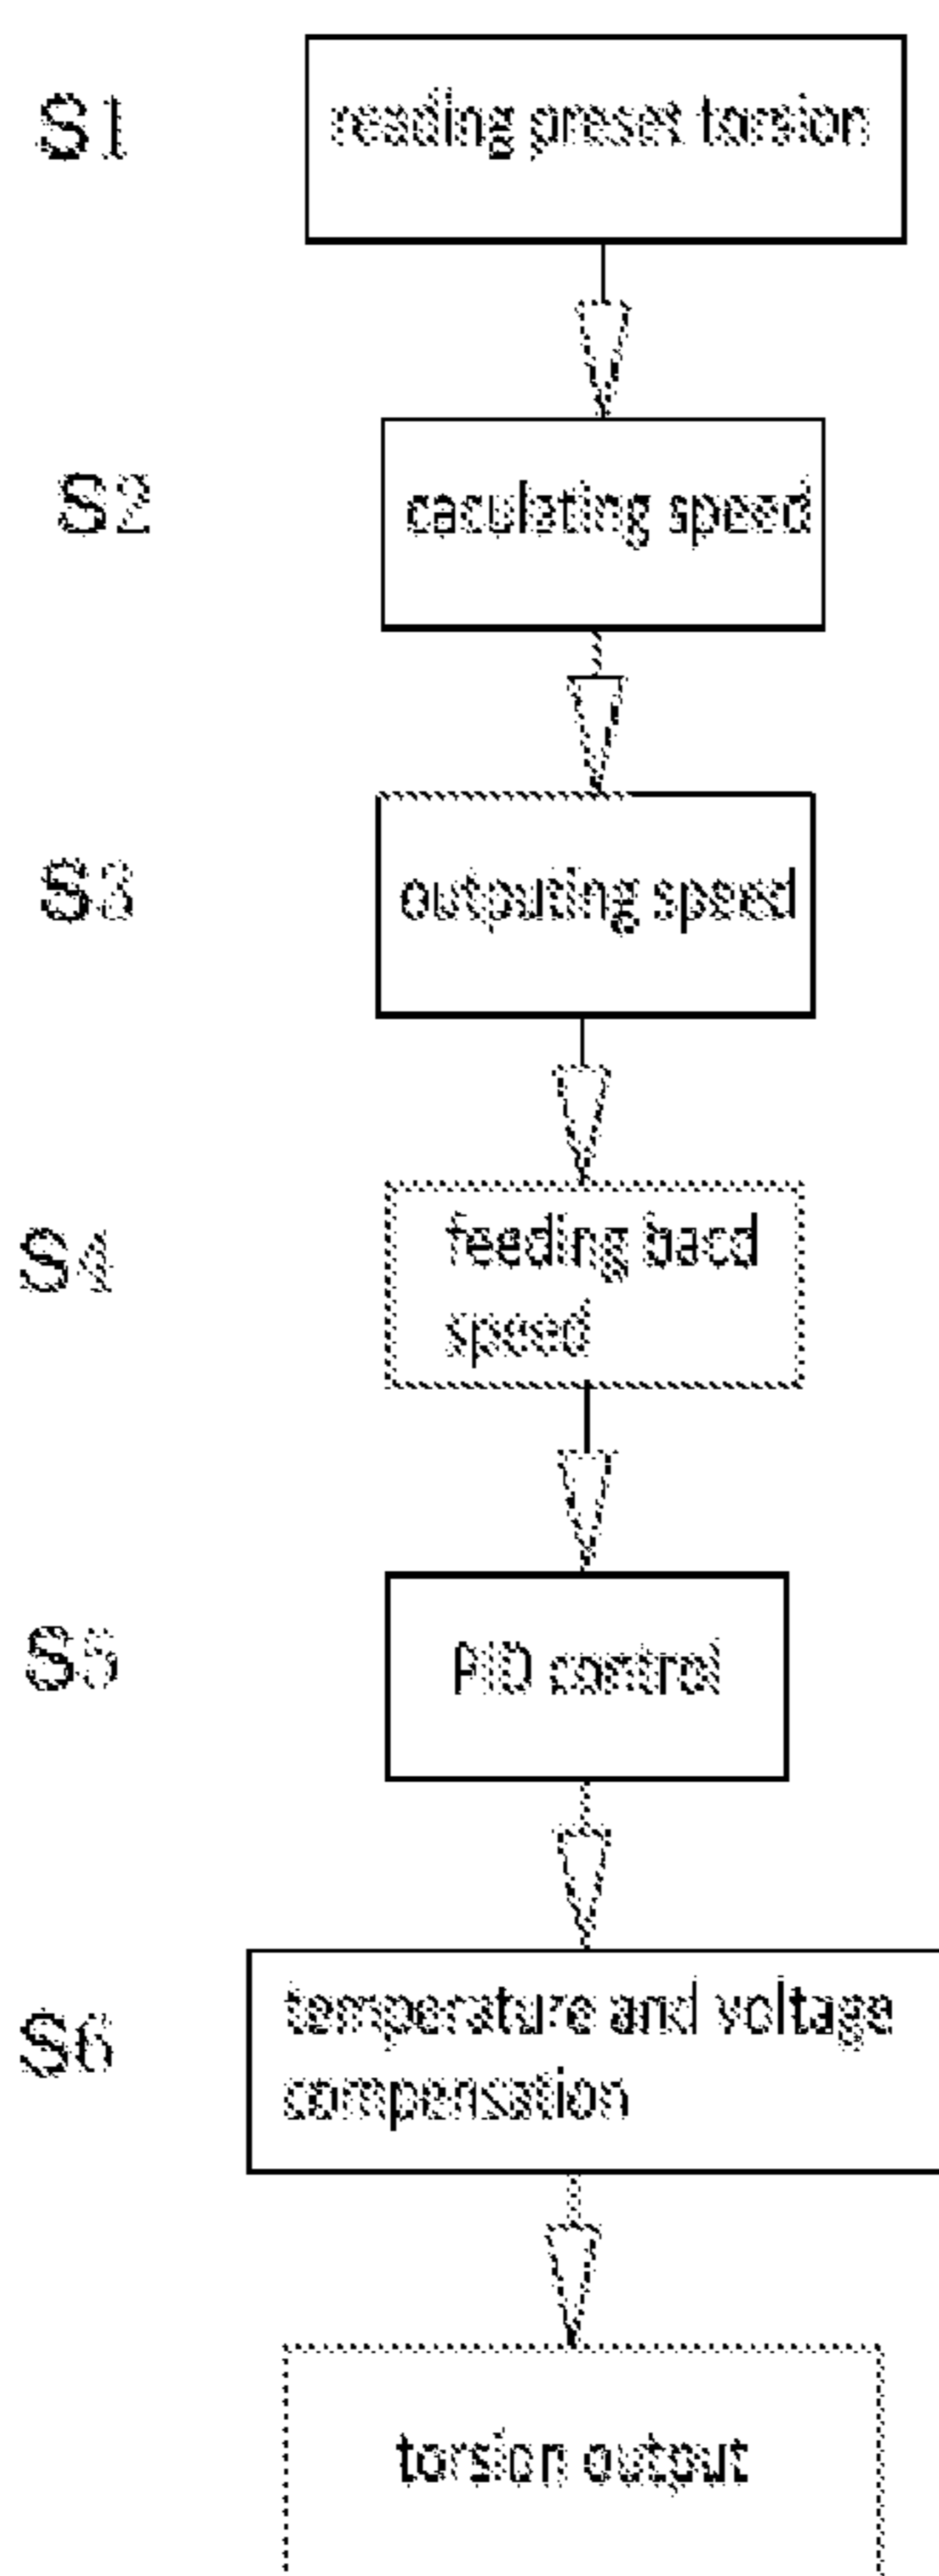 S1
reading preset torsion
S2
caculating speed
S3
outputing speed
S4
feeding bacd
speed
S5
PID control
S6
temperature and voltage
compensation
torsion output